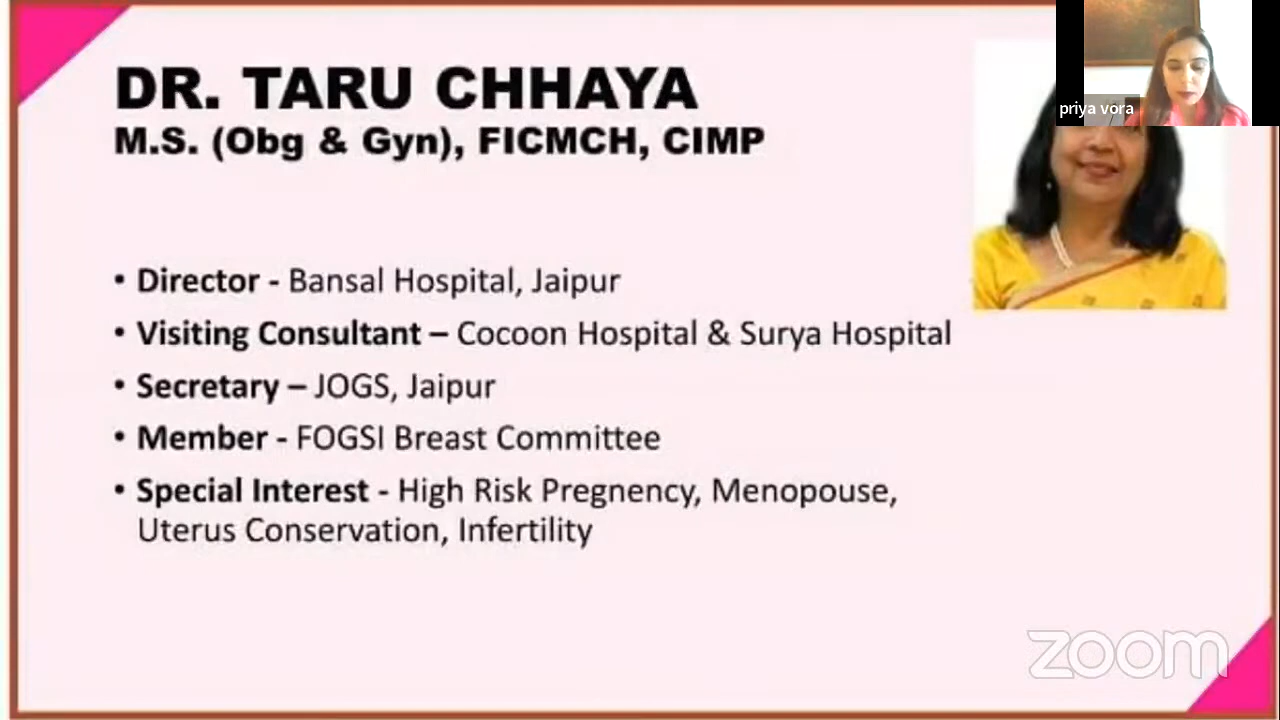 DR. TARU CHHAYA
M.S. (Obg & Gyn), FICMCH, CIMP
priya vora
• Director - Bansal Hospital, Jaipur
• Visiting Consultant – Cocoon Hospital & Surya Hospital
• Secretary – JOGS, Jaipur
• Member - FOGSI Breast Committee
• Special Interest - High Risk Pregnency, Menopouse,
Uterus Conservation, Infertility
zoom